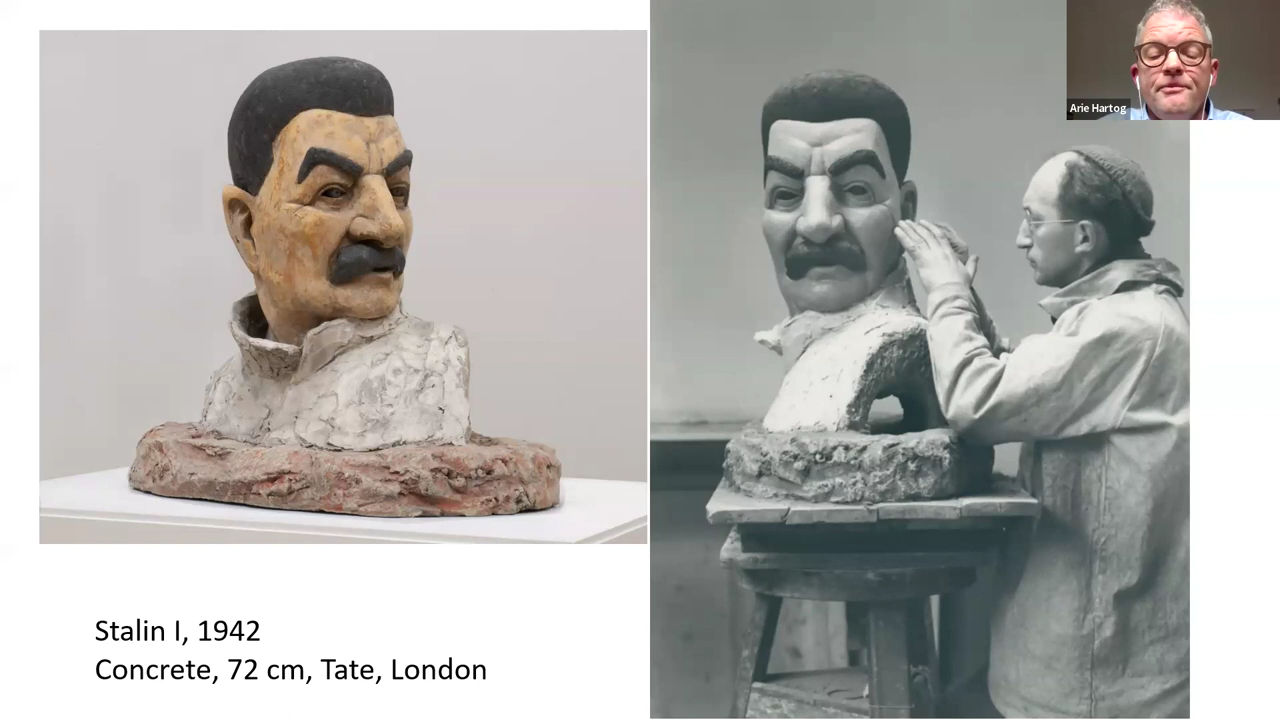 Arie Hartog
Stalin I, 1942
Concrete, 72 cm, Tate, London